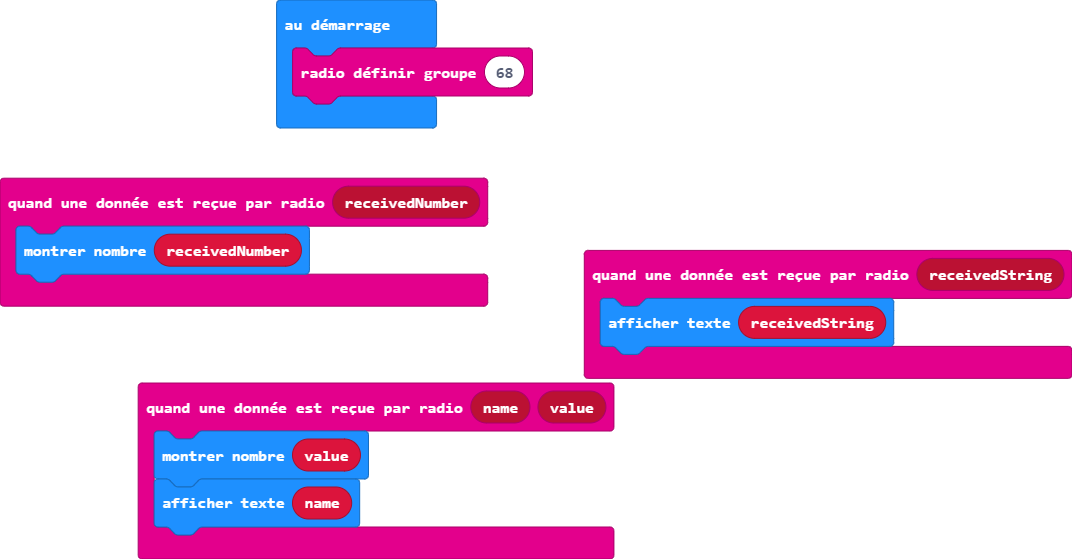 au démarrage
radio définir groupe 68
quand une donnée est reçue par radio receivedNumber
montrer nombre receivedNumber
quand une donnée est reçue par radio receivedString
afficher texte receivedString
quand une donnée est reçue par radio name value
montrer nombre value
afficher texte name